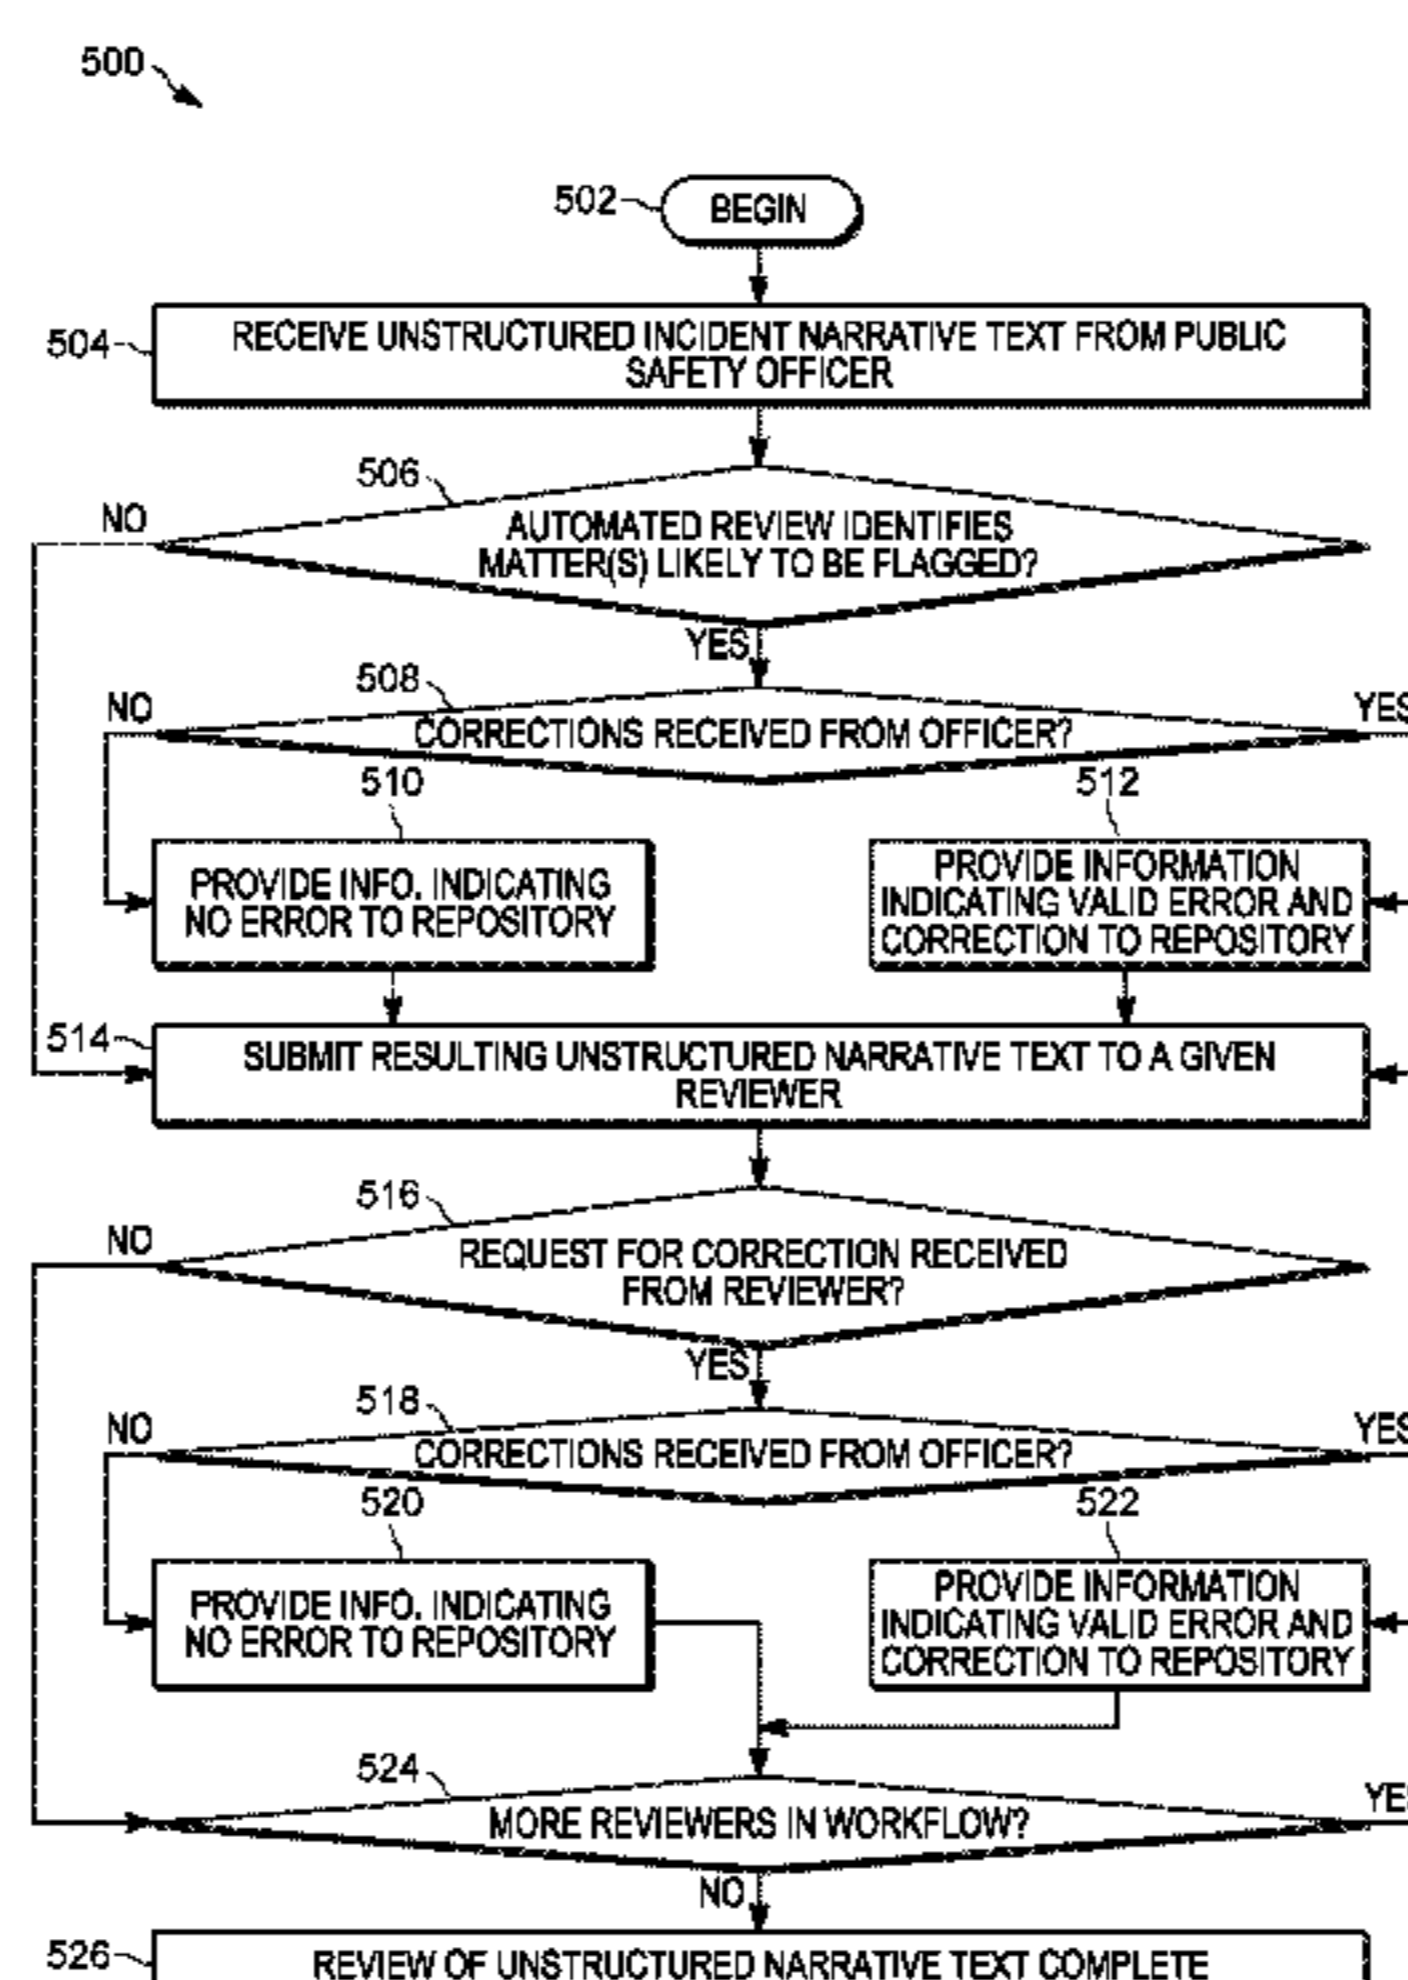 500
502
BEGIN
504
RECEIVE UNSTRUCTURED INCIDENT NARRATIVE TEXT FROM PUBLIC
SAFETY OFFICER
506
NO
AUTOMATED REVIEW IDENTIFIES
MATTER(S) LIKELY TO BE FLAGGED?
YES
508
NO
CORRECTIONS RECEIVED FROM OFFICER?
YES
510
512
PROVIDE INFO. INDICATING
NO ERROR TO REPOSITORY
PROVIDE INFORMATION
INDICATING VALID ERROR AND
CORRECTION TO REPOSITORY
514
SUBMIT RESULTING UNSTRUCTURED NARRATIVE TEXT TO A GIVEN
REVIEWER
516
NO
REQUEST FOR CORRECTION RECEIVED
FROM REVIEWER?
YES
518
NO
CORRECTIONS RECEIVED FROM OFFICER?
YES
520
522
PROVIDE INFO. INDICATING
NO ERROR TO REPOSITORY
PROVIDE INFORMATION
INDICATING VALID ERROR AND
CORRECTION TO REPOSITORY
524
MORE REVIEWERS IN WORKFLOW?
YES
NO
526
REVIEW OF UNSTRUCTURED NARRATIVE TEXT COMPLETE